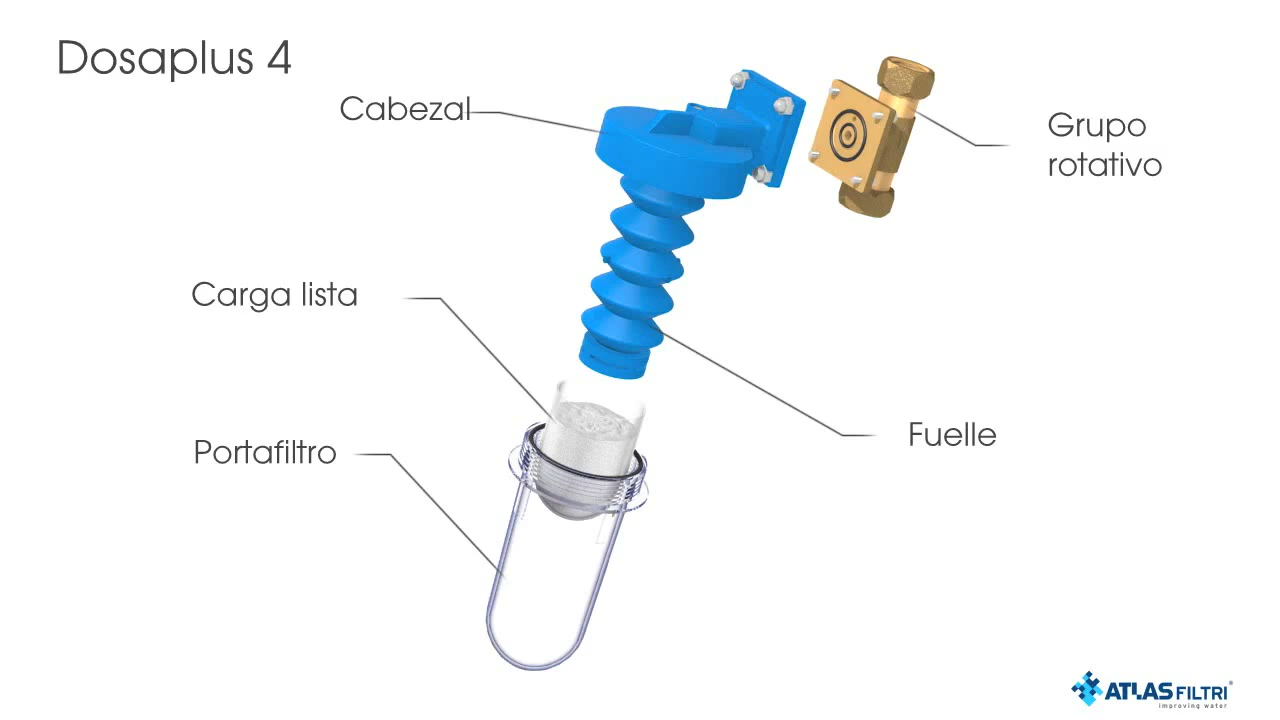 Dosaplus 4
Cabezal
Grupo
rotativo
Carga lista
Fuelle
Portafiltro
ATLAS FILTRI®
improving water